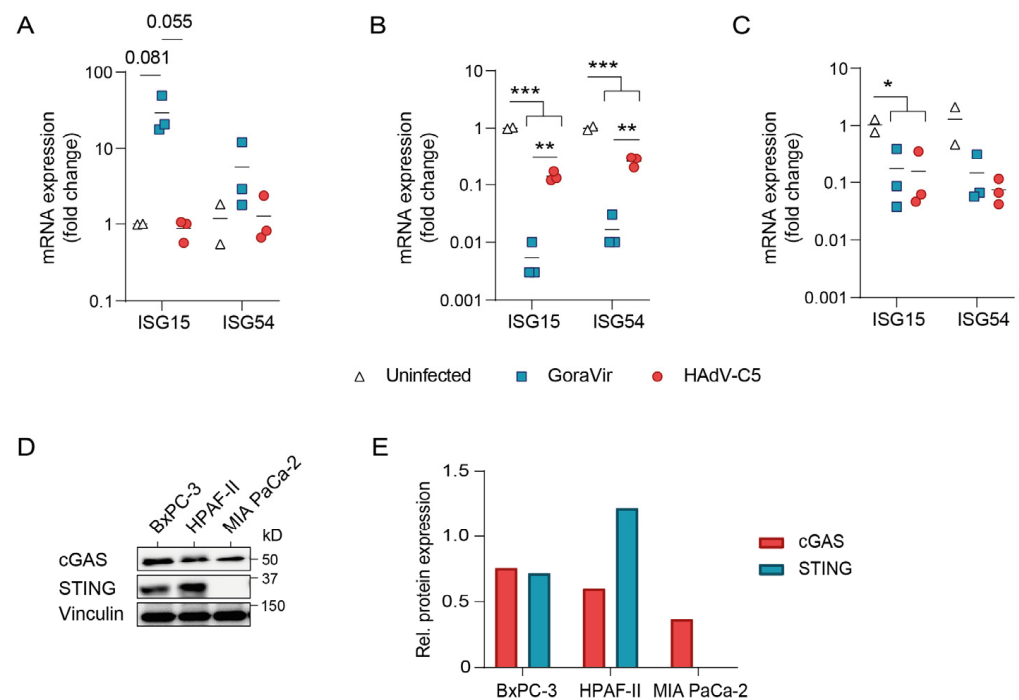 A
B
C
0.055
0.081
mRNA expression
(fold change)
100
10
1
0.1
ISG15
ISG54
mRNA expression
(fold change)
10
1
0.1
0.01
0.001
***
**
***
**
ISG15
ISG54
mRNA expression
(fold change)
10
1
0.1
0.01
0.001
*
ISG15
ISG54
Uninfected
GoraVir
HAdV-C5
D
BxPC-3
HPAF-II
MIA PaCa-2
kD
cGAS
50
37
STING
150
Vinculin
E
Rel. protein expression
1.5
1.0
0.5
0
BxPC-3
HPAF-II
MIA PaCa-2
cGAS
STING